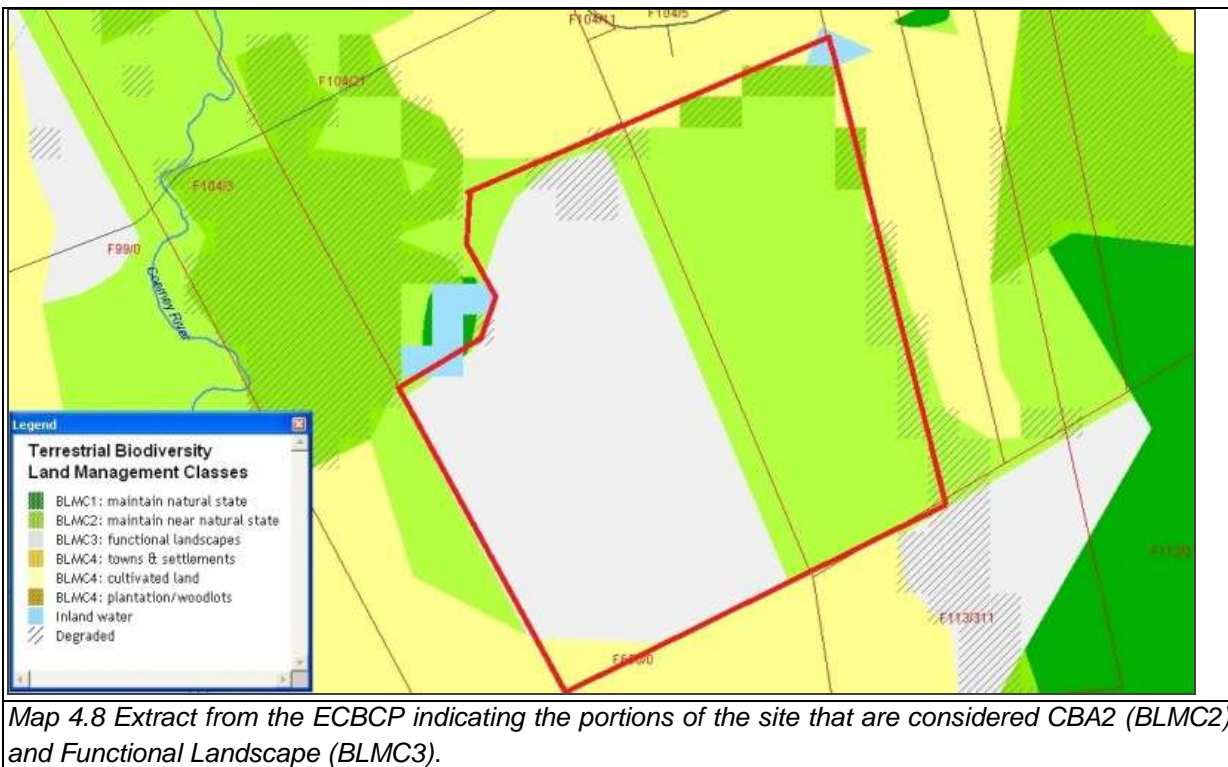 F104/11
F104/5
F104/21
F104/3
F99/0
Goerney River
Legend
Terrestrial Biodiversity
Land Management Classes
BLMC1: maintain natural state
BLMC2: maintain near natural state
BLMC3: functional landscapes
BLMC4: towns & settlements
BLMC4: cultivated land
BLMC4: plantation/woodlots
Inland water
Degraded
F113/311
Map 4.8 Extract from the ECBCP indicating the portions of the site that are considered CBA2 (BLMC2)
and Functional Landscape (BLMC3).